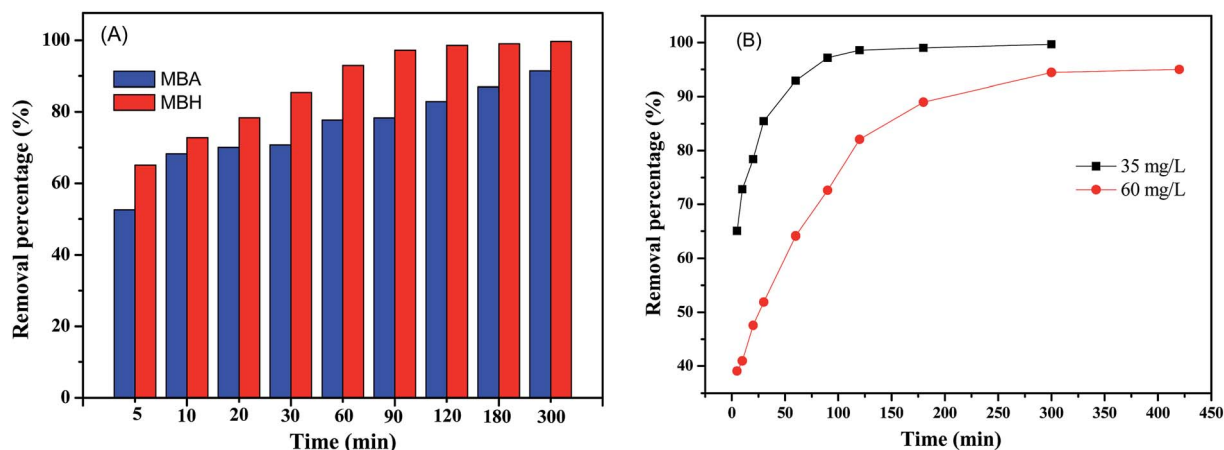 (A)
MBA
MBH
Removal percentage (%)
100
80
60
40
20
0
5 10 20 30 60 90 120 180 300
Time (min)
(B)
Removal percentage (%)
100
90
80
70
60
50
40
35 mg/L
60 mg/L
0 50 100 150 200 250 300 350 400 450
Time (min)